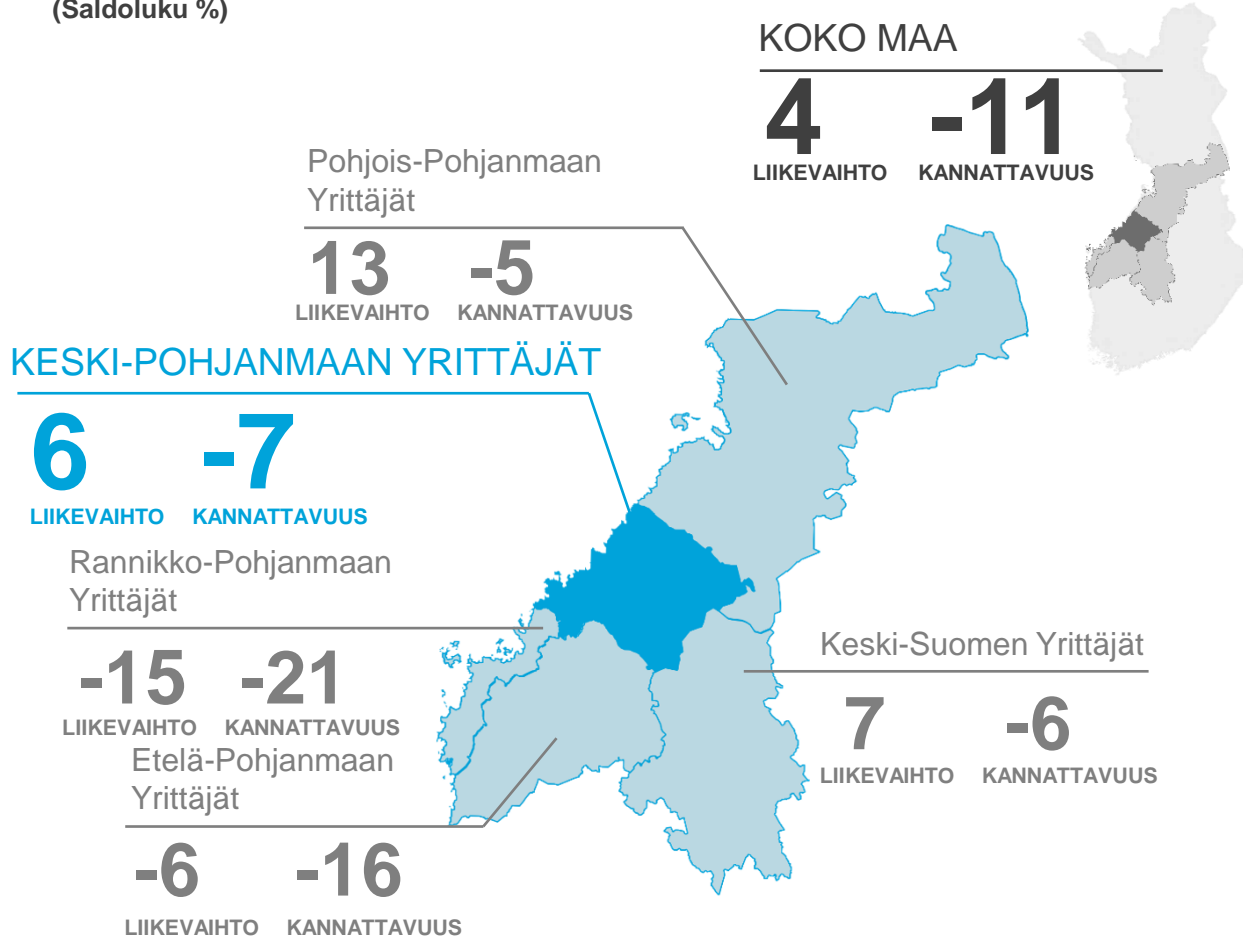 (Saldoluku %)
KOKO MAA
4 -11
LIIKEVAIHTO KANNATTAVUUS
Pohjois-Pohjanmaan
Yrittäjät
13 -5
LIIKEVAIHTO KANNATTAVUUS
KESKI-POHJANMAAN YRITTÄJÄT
6 -7
LIIKEVAIHTO KANNATTAVUUS
Rannikko-Pohjanmaan
Yrittäjät
-15 -21
LIIKEVAIHTO KANNATTAVUUS
Keski-Suomen Yrittäjät
7 -6
LIIKEVAIHTO KANNATTAVUUS
Etelä-Pohjanmaan
Yrittäjät
-6 -16
LIIKEVAIHTO KANNATTAVUUS